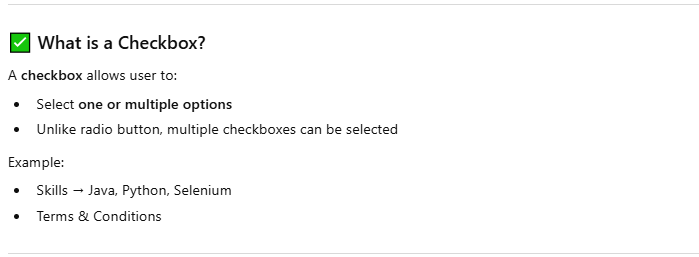 ✅ What is a Checkbox?
A checkbox allows user to:
• Select one or multiple options
• Unlike radio button, multiple checkboxes can be selected
Example:
• Skills → Java, Python, Selenium
• Terms & Conditions